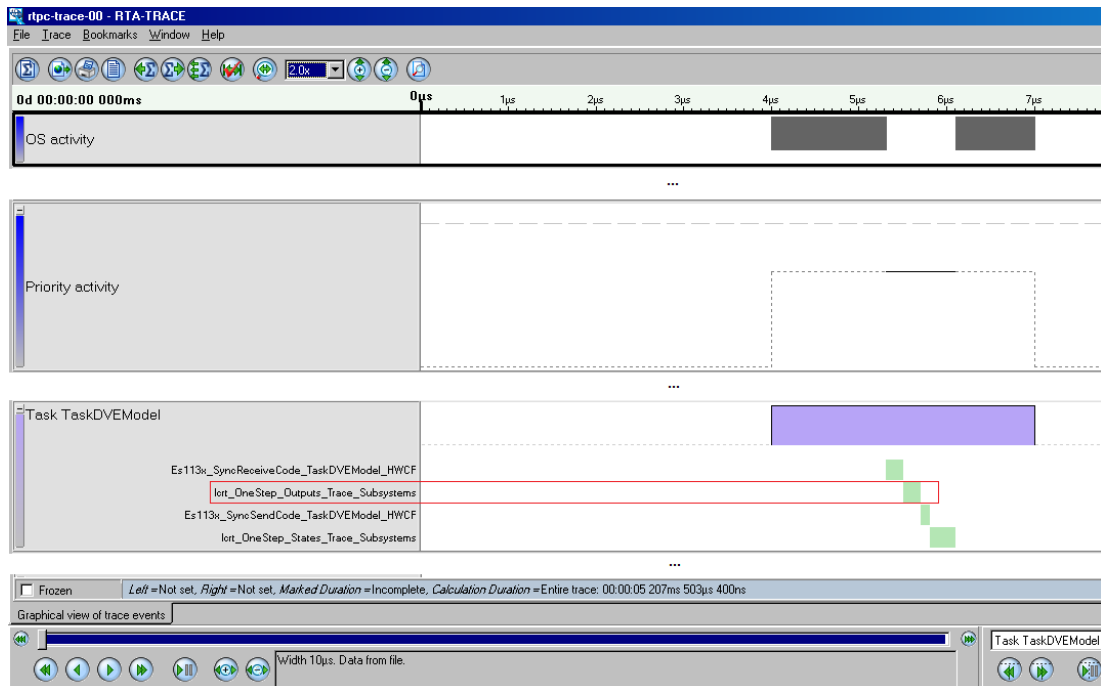 rtpc-trace-00 - RTA-TRACE
File Trace Bookmarks Window Help
2.0x
0d 00:00:00 000ms
0µs 1µs 2µs 3µs 4µs 5µs 6µs 7µs
OS activity
...
Priority activity
...
Task TaskDVEModel
Es113x_SyncReceiveCode_TaskDVEModel_HWCF
lcrt_OneStep_Outputs_Trace_Subsystems
Es113x_SyncSendCode_TaskDVEModel_HWCF
lcrt_OneStep_States_Trace_Subsystems
...
Frozen Left =Not set, Right =Not set, Marked Duration =Incomplete, Calculation Duration =Entire trace: 00:00:05 207ms 503µs 400ns
Graphical view of trace events
Task TaskDVEModel
Width 10µs. Data from file.